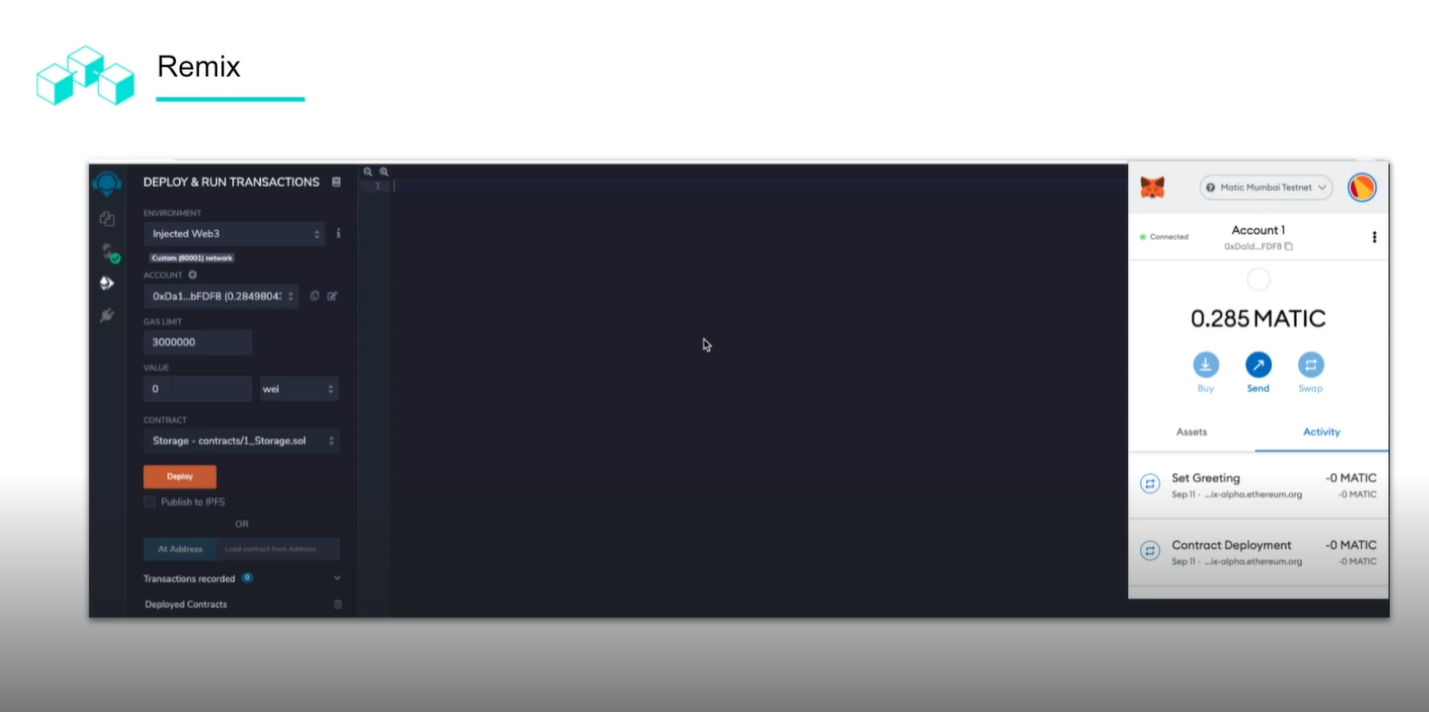 Remix
DEPLOY & RUN TRANSACTIONS
ENVIRONMENT
Injected Web3
Custom (80001) network
ACCOUNT
0xDa1...bFDF8 (0.2849804:
GAS LIMIT
3000000
VALUE
0 wei
CONTRACT
Storage - contracts/1_Storage.sol
Deploy
Publish to IPFS
OR
At Address Load contract from Address
Transactions recorded 0
Deployed Contracts
1
Matic Mumbai Testnet
Connected
Account 1
0xDa1d...FDF8
0.285 MATIC
Buy Send Swap
Assets Activity
Set Greeting -0 MATIC
Sep 11 · ...ix-alpha.ethereum.org -0 MATIC
Contract Deployment -0 MATIC
Sep 11 · ...ix-alpha.ethereum.org -0 MATIC